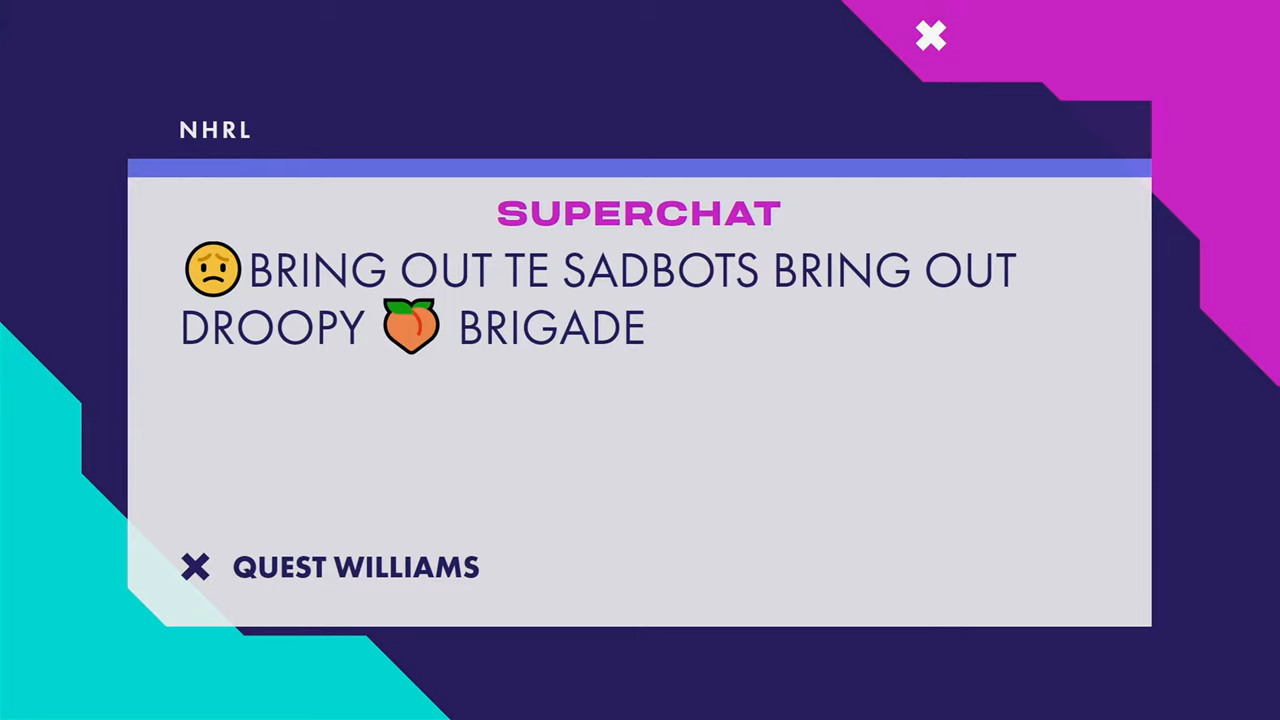 NHRL
SUPERCHAT
😟BRING OUT TE SADBOTS BRING OUT
DROOPY 🍑 BRIGADE
QUEST WILLIAMS